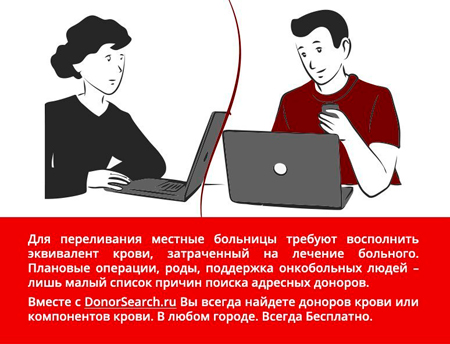 Для переливания местные больницы требуют восполнить
эквивалент крови, затраченный на лечение больного.
Плановые операции, роды, поддержка онкобольных людей –
лишь малый список причин поиска адресных доноров.
Вместе с DonorSearch.ru Вы всегда найдете доноров крови или
компонентов крови. В любом городе. Всегда Бесплатно.